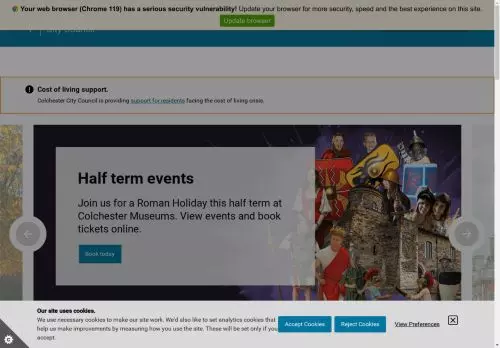 Your web browser (Chrome 119) has a serious security vulnerability! Update your browser for more security, speed and the best experience on this site.
Update browser
City Council
Cost of living support.
Colchester City Council is providing support for residents facing the cost of living crisis.
Half term events
Join us for a Roman Holiday this half term at
Colchester Museums. View events and book
tickets online.
Book today
Our site uses cookies.
We use necessary cookies to make our site work. We'd also like to set analytics cookies that
help us make improvements by measuring how you use the site. These will be set only if you
accept.
Accept Cookies
Reject Cookies
View Preferences